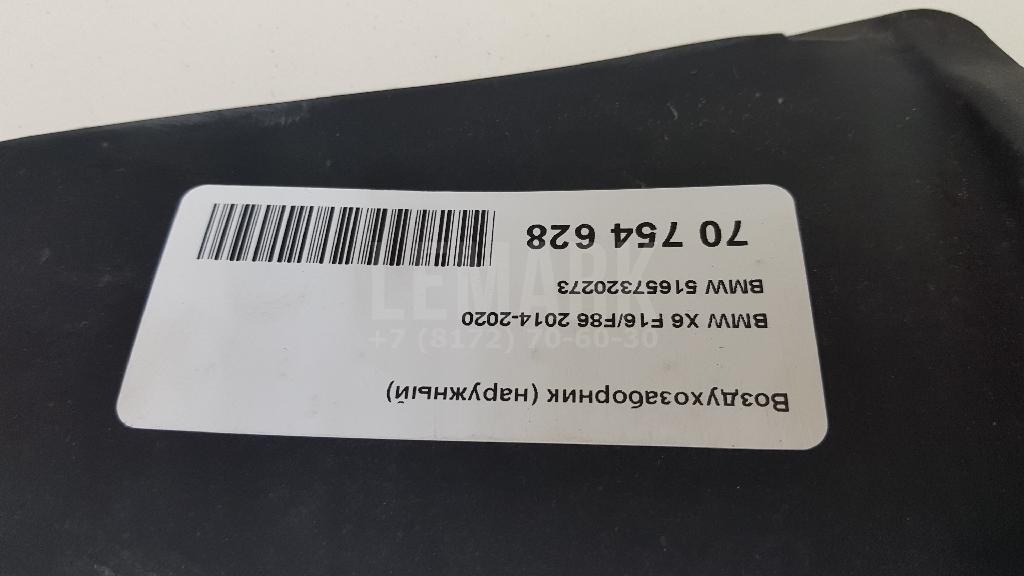 Воздухозаборник (наружный)
BMW X6 F16/F86 2014-2020
BMW 51657320273
70 754 628
LEMARK
+7 (8172) 70-60-30